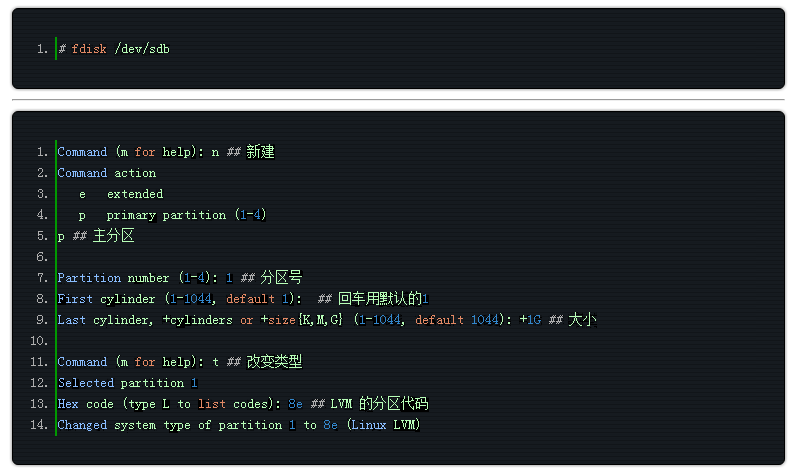 1. # fdisk /dev/sdb
1. Command (m for help): n ## 新建
2. Command action
3. e extended
4. p primary partition (1-4)
5. p ## 主分区
6.
7. Partition number (1-4): 1 ## 分区号
8. First cylinder (1-1044, default 1): ## 回车用默认的1
9. Last cylinder, +cylinders or +size{K,M,G} (1-1044, default 1044): +1G ## 大小
10.
11. Command (m for help): t ## 改变类型
12. Selected partition 1
13. Hex code (type L to list codes): 8e ## LVM 的分区代码
14. Changed system type of partition 1 to 8e (Linux LVM)